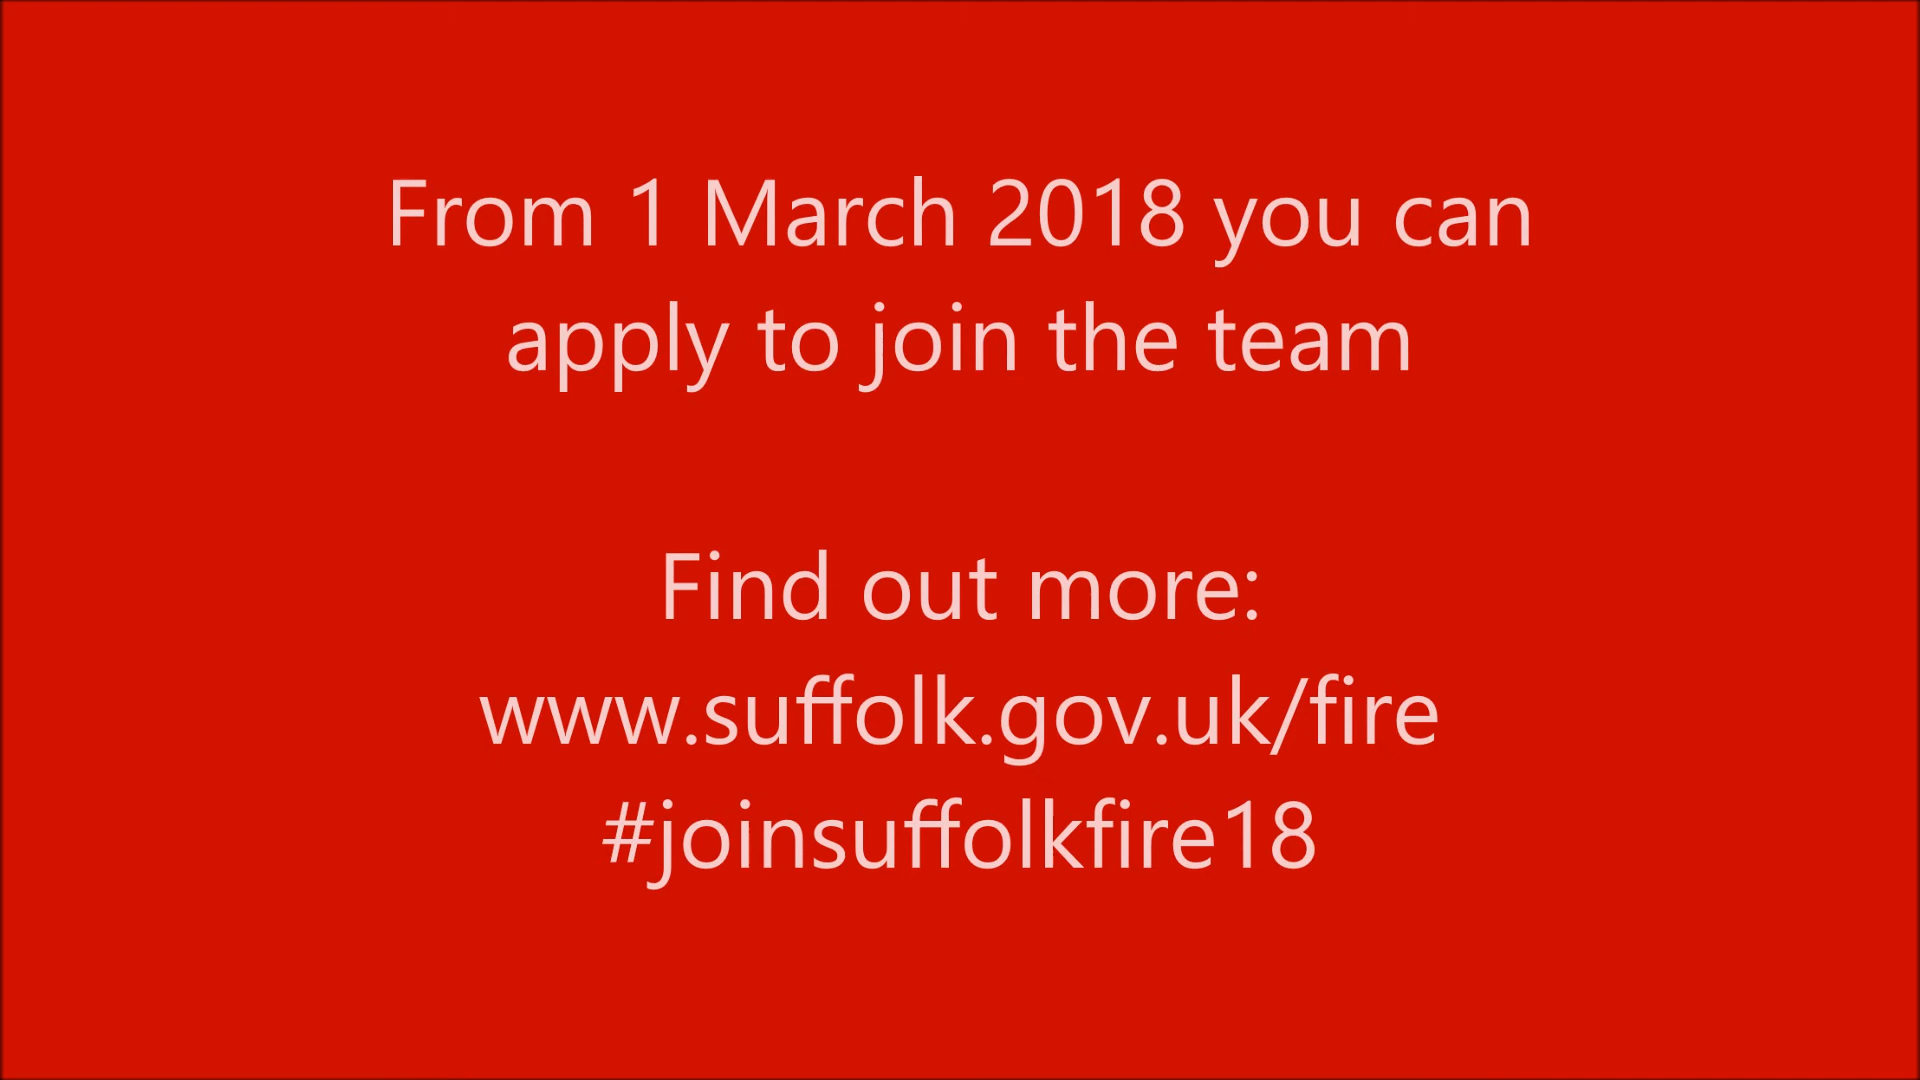 From 1 March 2018 you can
apply to join the team
Find out more:
www.suffolk.gov.uk/fire
#joinsuffolkfire18